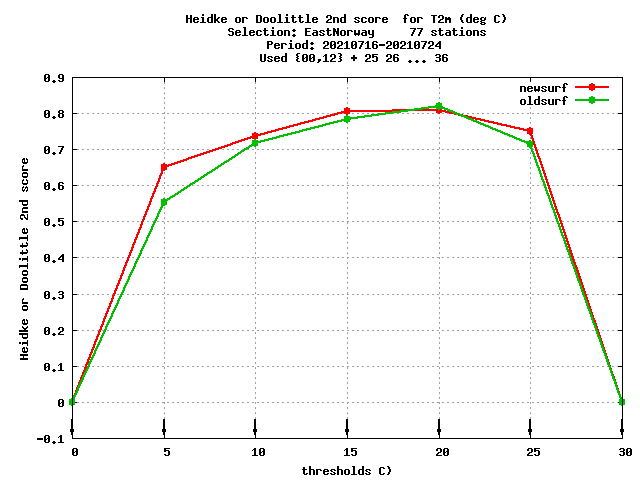 Heidke or Doolittle 2nd score  for T2m (deg C)
Selection: EastNorway     77 stations
Period: 20210716-20210724
Used {00,12} + 25 26 ... 36
newsurf
oldsurf
0.9
0.8
0.7
0.6
0.5
0.4
0.3
0.2
0.1
0
-0.1
Heidke or Doolittle 2nd score
0 5 10 15 20 25 30
thresholds C)